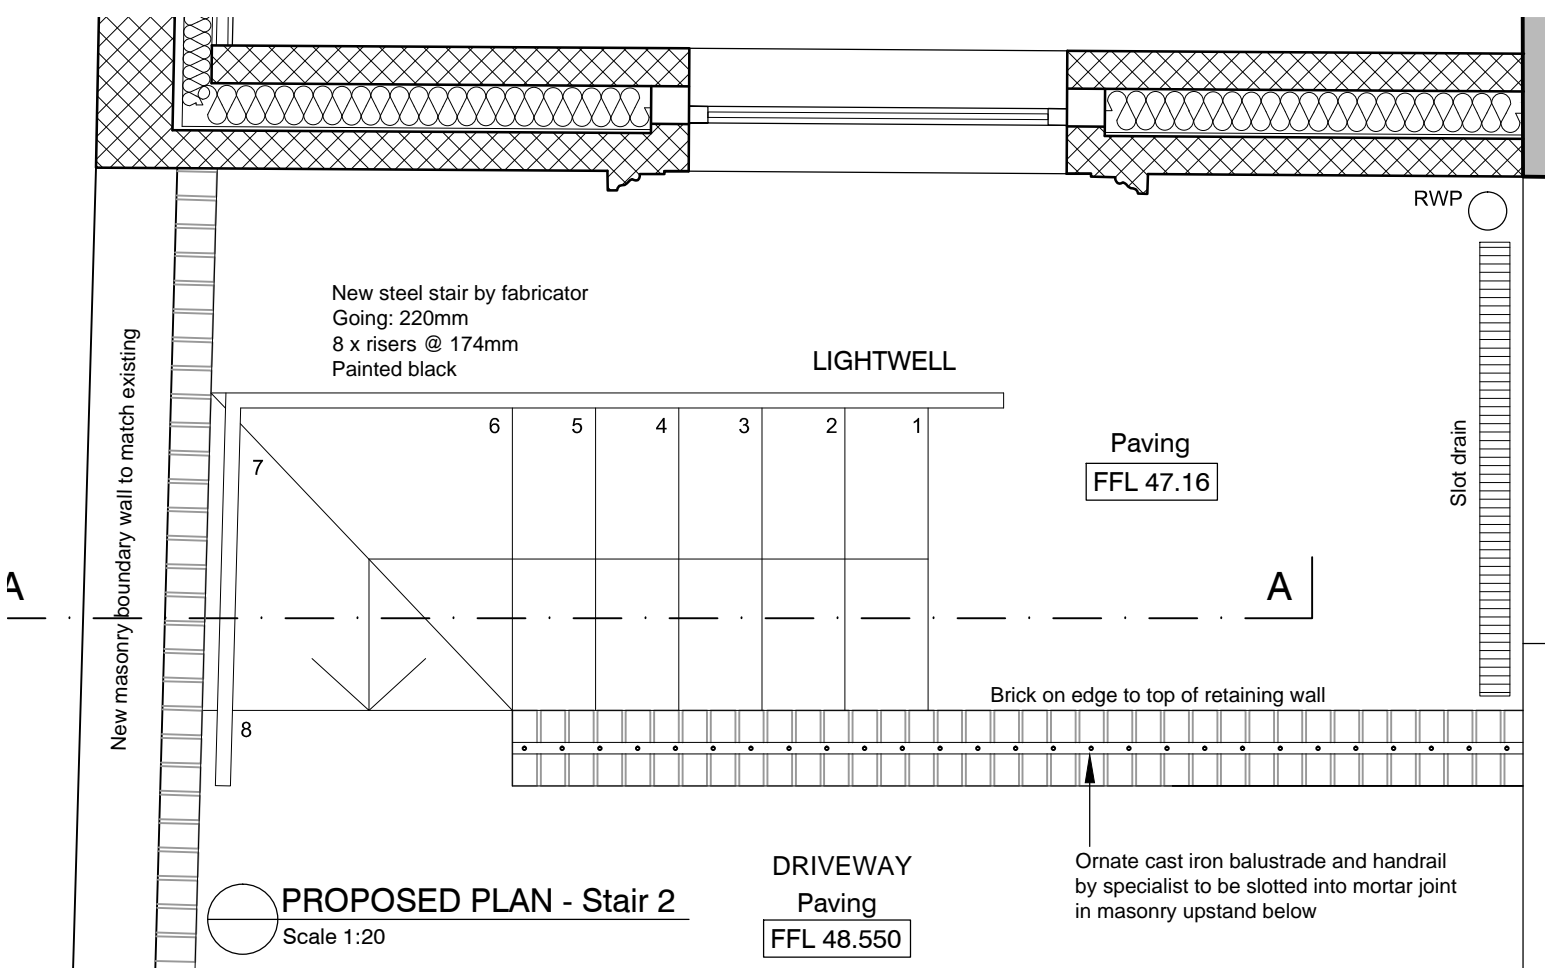 RWP
New steel stair by fabricator
Going: 220mm
8 x risers @ 174mm
Painted black
LIGHTWELL
New masonry boundary wall to match existing
6
5
4
3
2
1
7
Paving
FFL 47.16
Slot drain
A
A
Brick on edge to top of retaining wall
8
DRIVEWAY
Paving
FFL 48.550
Ornate cast iron balustrade and handrail
by specialist to be slotted into mortar joint
in masonry upstand below
PROPOSED PLAN - Stair 2
Scale 1:20